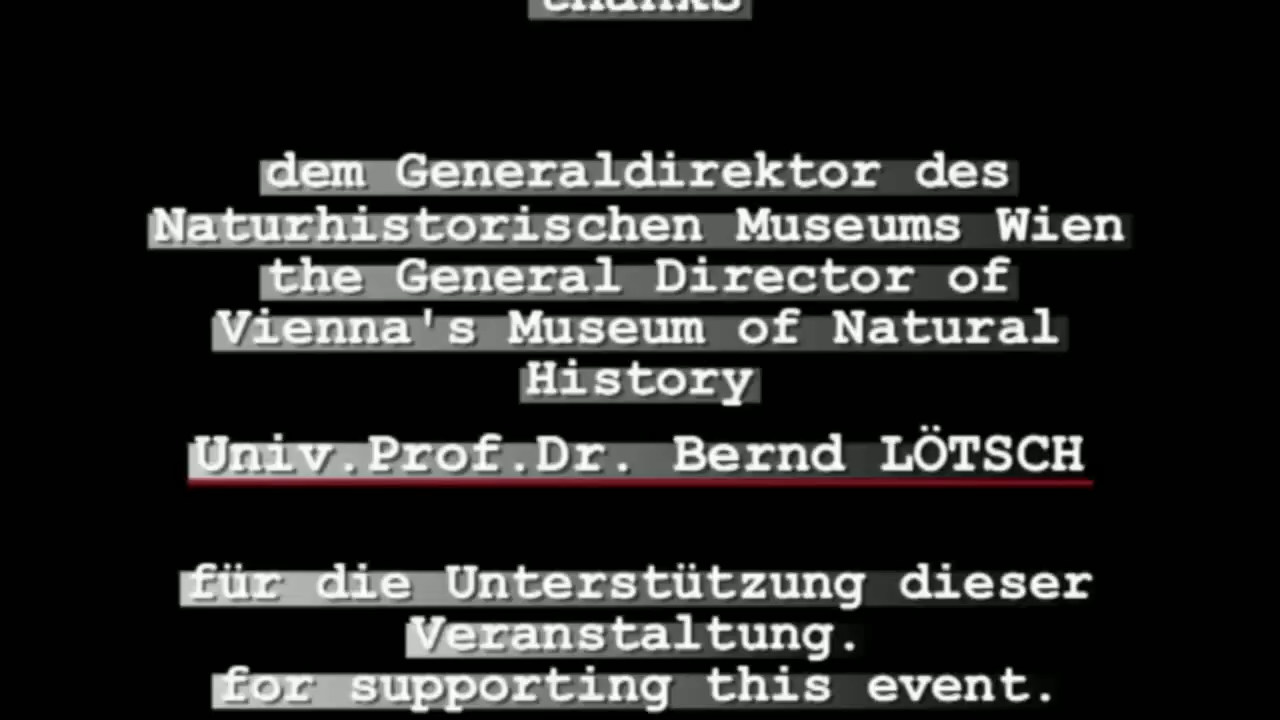 thanks
dem Generaldirektor des
Naturhistorischen Museums Wien
the General Director of
Vienna's Museum of Natural
History
Univ.Prof.Dr. Bernd LÖTSCH
für die Unterstützung dieser
Veranstaltung.
for supporting this event.